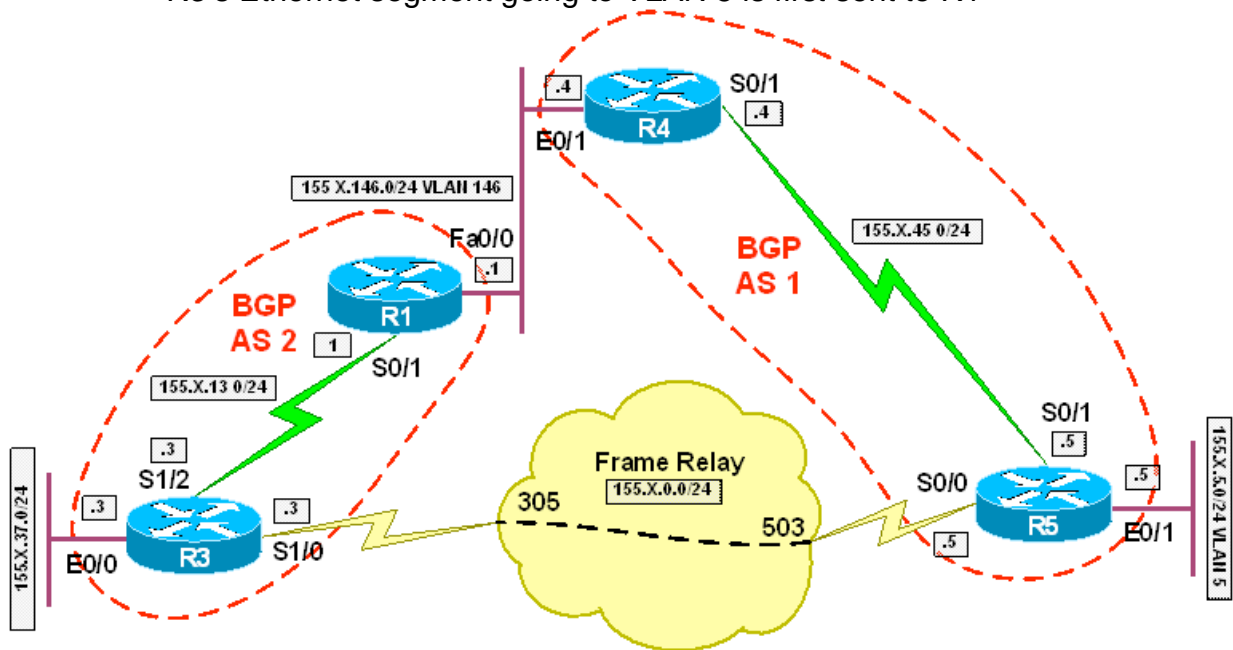 Ethernet segment going to VLAN is first sent to
.4
R4
S0/1
.4
E0/1
155 X.146.0/24 VLAN 146
Fa0/0
.1
R1
BGP
AS 2
1
S0/1
155.X.13 0/24
BGP
AS 1
155.X.45 0/24
.3
S1/2
.3
R3
.3
S1/0
E0/0
155.X.37.0/24
Frame Relay
155.X.0.0/24
305
503
S0/1
.5
S0/0
R5
.5
.5
E0/1
155.X.5.0/24 VLAN 5